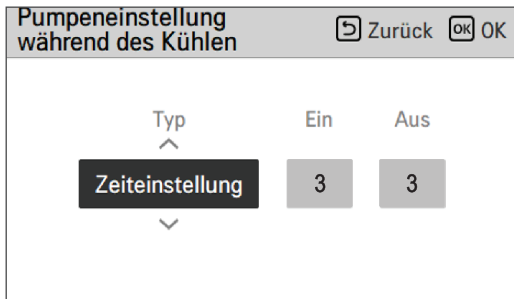 Pumpeneinstellung
während des Kühlen
Zurück OK OK
Typ Ein Aus
Zeiteinstellung 3 3